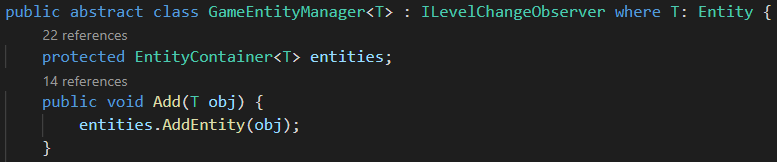 public abstract class GameEntityManager<T> : ILevelChangeObserver where T: Entity {
22 references
protected EntityContainer<T> entities;
14 references
public void Add(T obj) {
entities.AddEntity(obj);
}